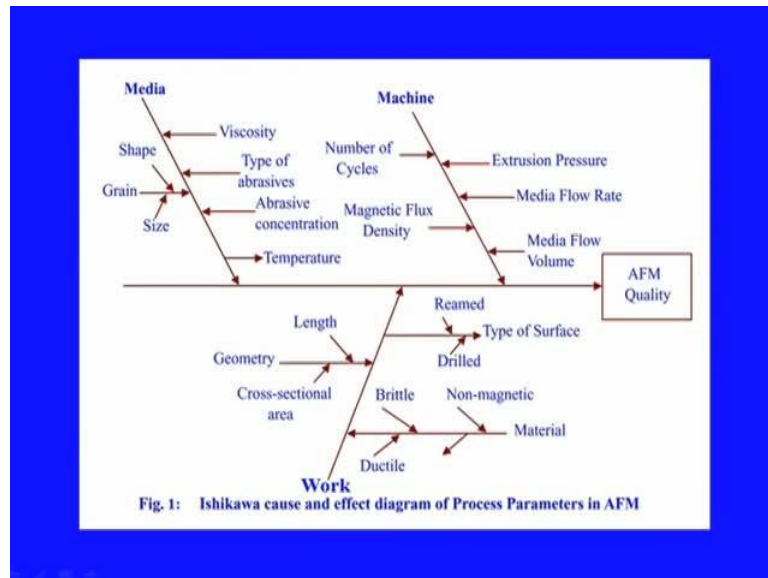 Media
Machine
Viscosity
Shape
Type of
abrasives
Grain
Size
Abrasive
concentration
Temperature
Number of
Cycles
Extrusion Pressure
Media Flow Rate
Magnetic Flux
Density
Media Flow
Volume
AFM
Quality
Length
Reamed
Type of Surface
Geometry
Drilled
Cross-sectional
area
Brittle
Non-magnetic
Material
Ductile
Work
Fig. 1: Ishikawa cause and effect diagram of Process Parameters in AFM